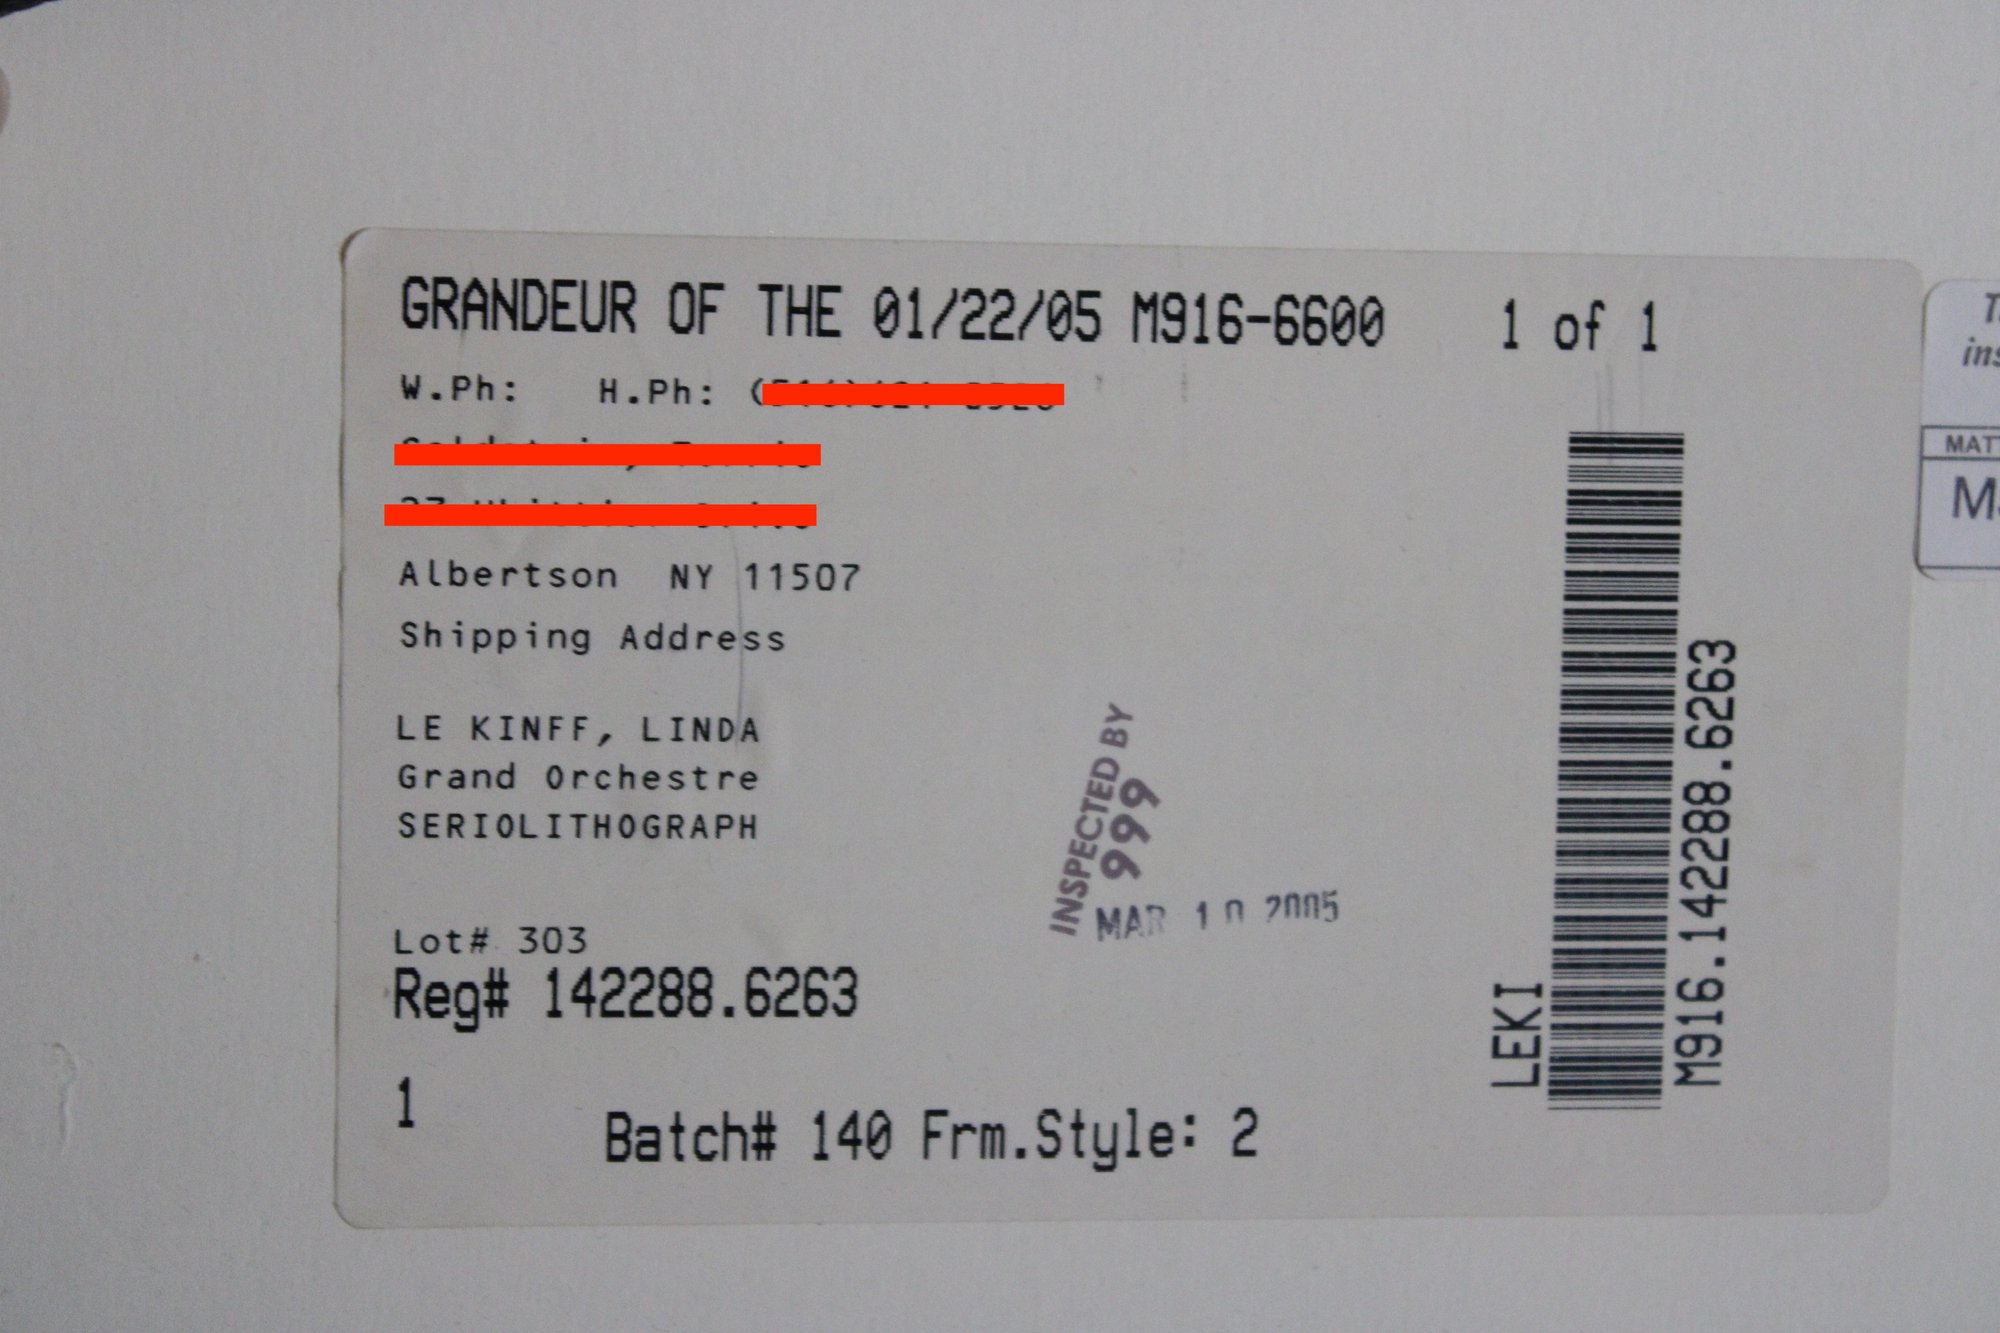 GRANDEUR OF THE 01/22/05 M916-6600 1 of 1
W.Ph: H.Ph: (
Albertson NY 11507
Shipping Address
LE KINFF, LINDA
Grand Orchestre
SERIOLITHOGRAPH
INSPECTED BY
999
MAR 10 2005
Lot# 303
Reg# 142288.6263
1
Batch# 140 Frm.Style: 2
LEKI
M916.142288.6263